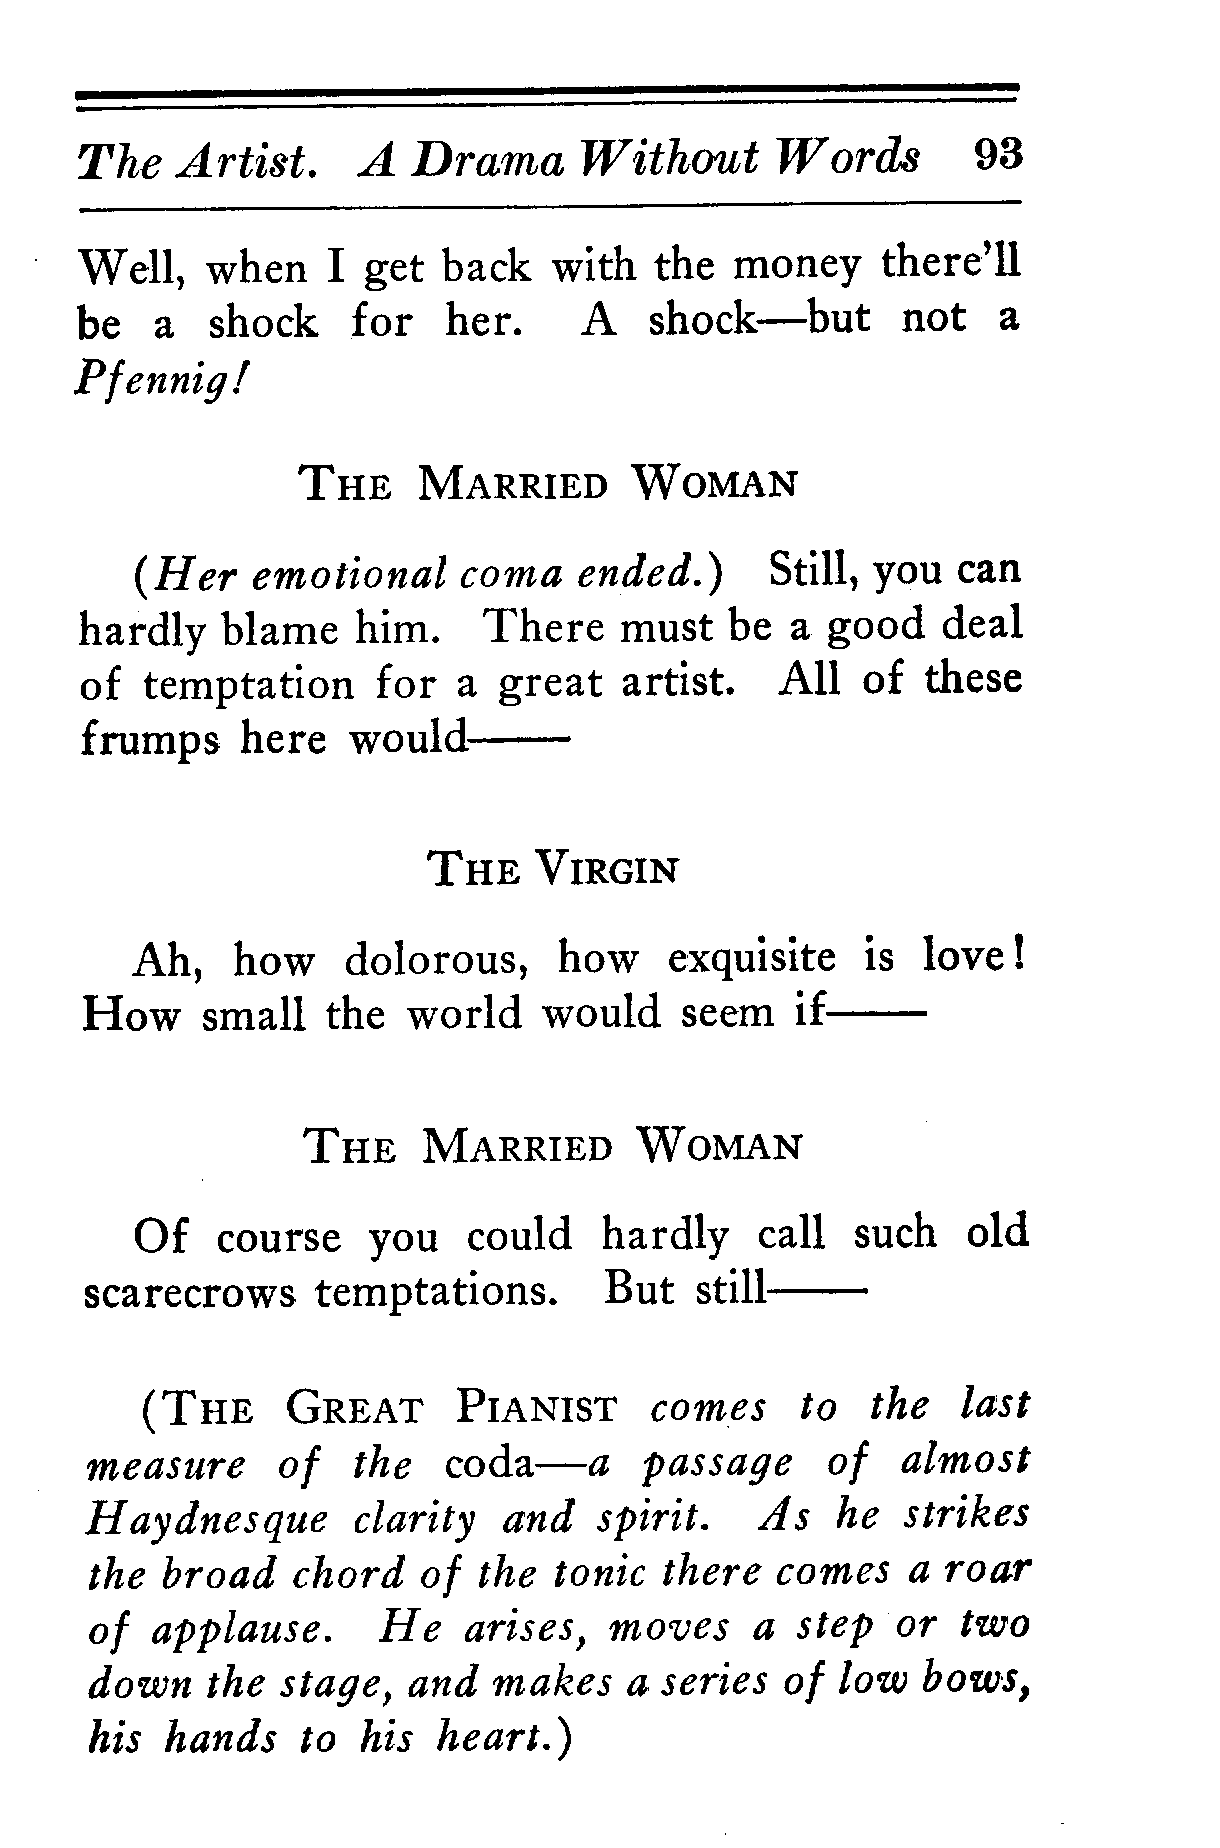 The Artist. A Drama Without Words 93
Well, when I get back with the money there'll
be a shock for her. A shock—but not a
Pfennig!
THE MARRIED WOMAN
(Her emotional coma ended.) Still, you can
hardly blame him. There must be a good deal
of temptation for a great artist. All of these
frumps here would——
THE VIRGIN
Ah, how dolorous, how exquisite is love!
How small the world would seem if——
THE MARRIED WOMAN
Of course you could hardly call such old
scarecrows temptations. But still——
(THE GREAT PIANIST comes to the last
measure of the coda—a passage of almost
Haydnesque clarity and spirit. As he strikes
the broad chord of the tonic there comes a roar
of applause. He arises, moves a step or two
down the stage, and makes a series of low bows,
his hands to his heart.)